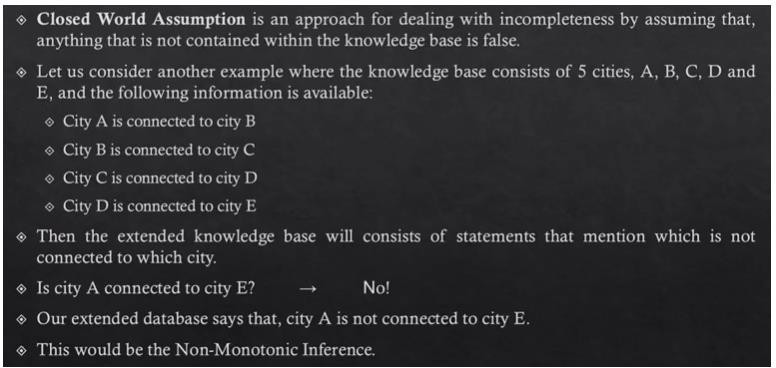 ◈ Closed World Assumption is an approach for dealing with incompleteness by assuming that,
anything that is not contained within the knowledge base is false.
◈ Let us consider another example where the knowledge base consists of 5 cities, A, B, C, D and
E, and the following information is available:
◈ City A is connected to city B
◈ City B is connected to city C
◈ City C is connected to city D
◈ City D is connected to city E
◈ Then the extended knowledge base will consists of statements that mention which is not
connected to which city.
◈ Is city A connected to city E? → No!
◈ Our extended database says that, city A is not connected to city E.
◈ This would be the Non-Monotonic Inference.